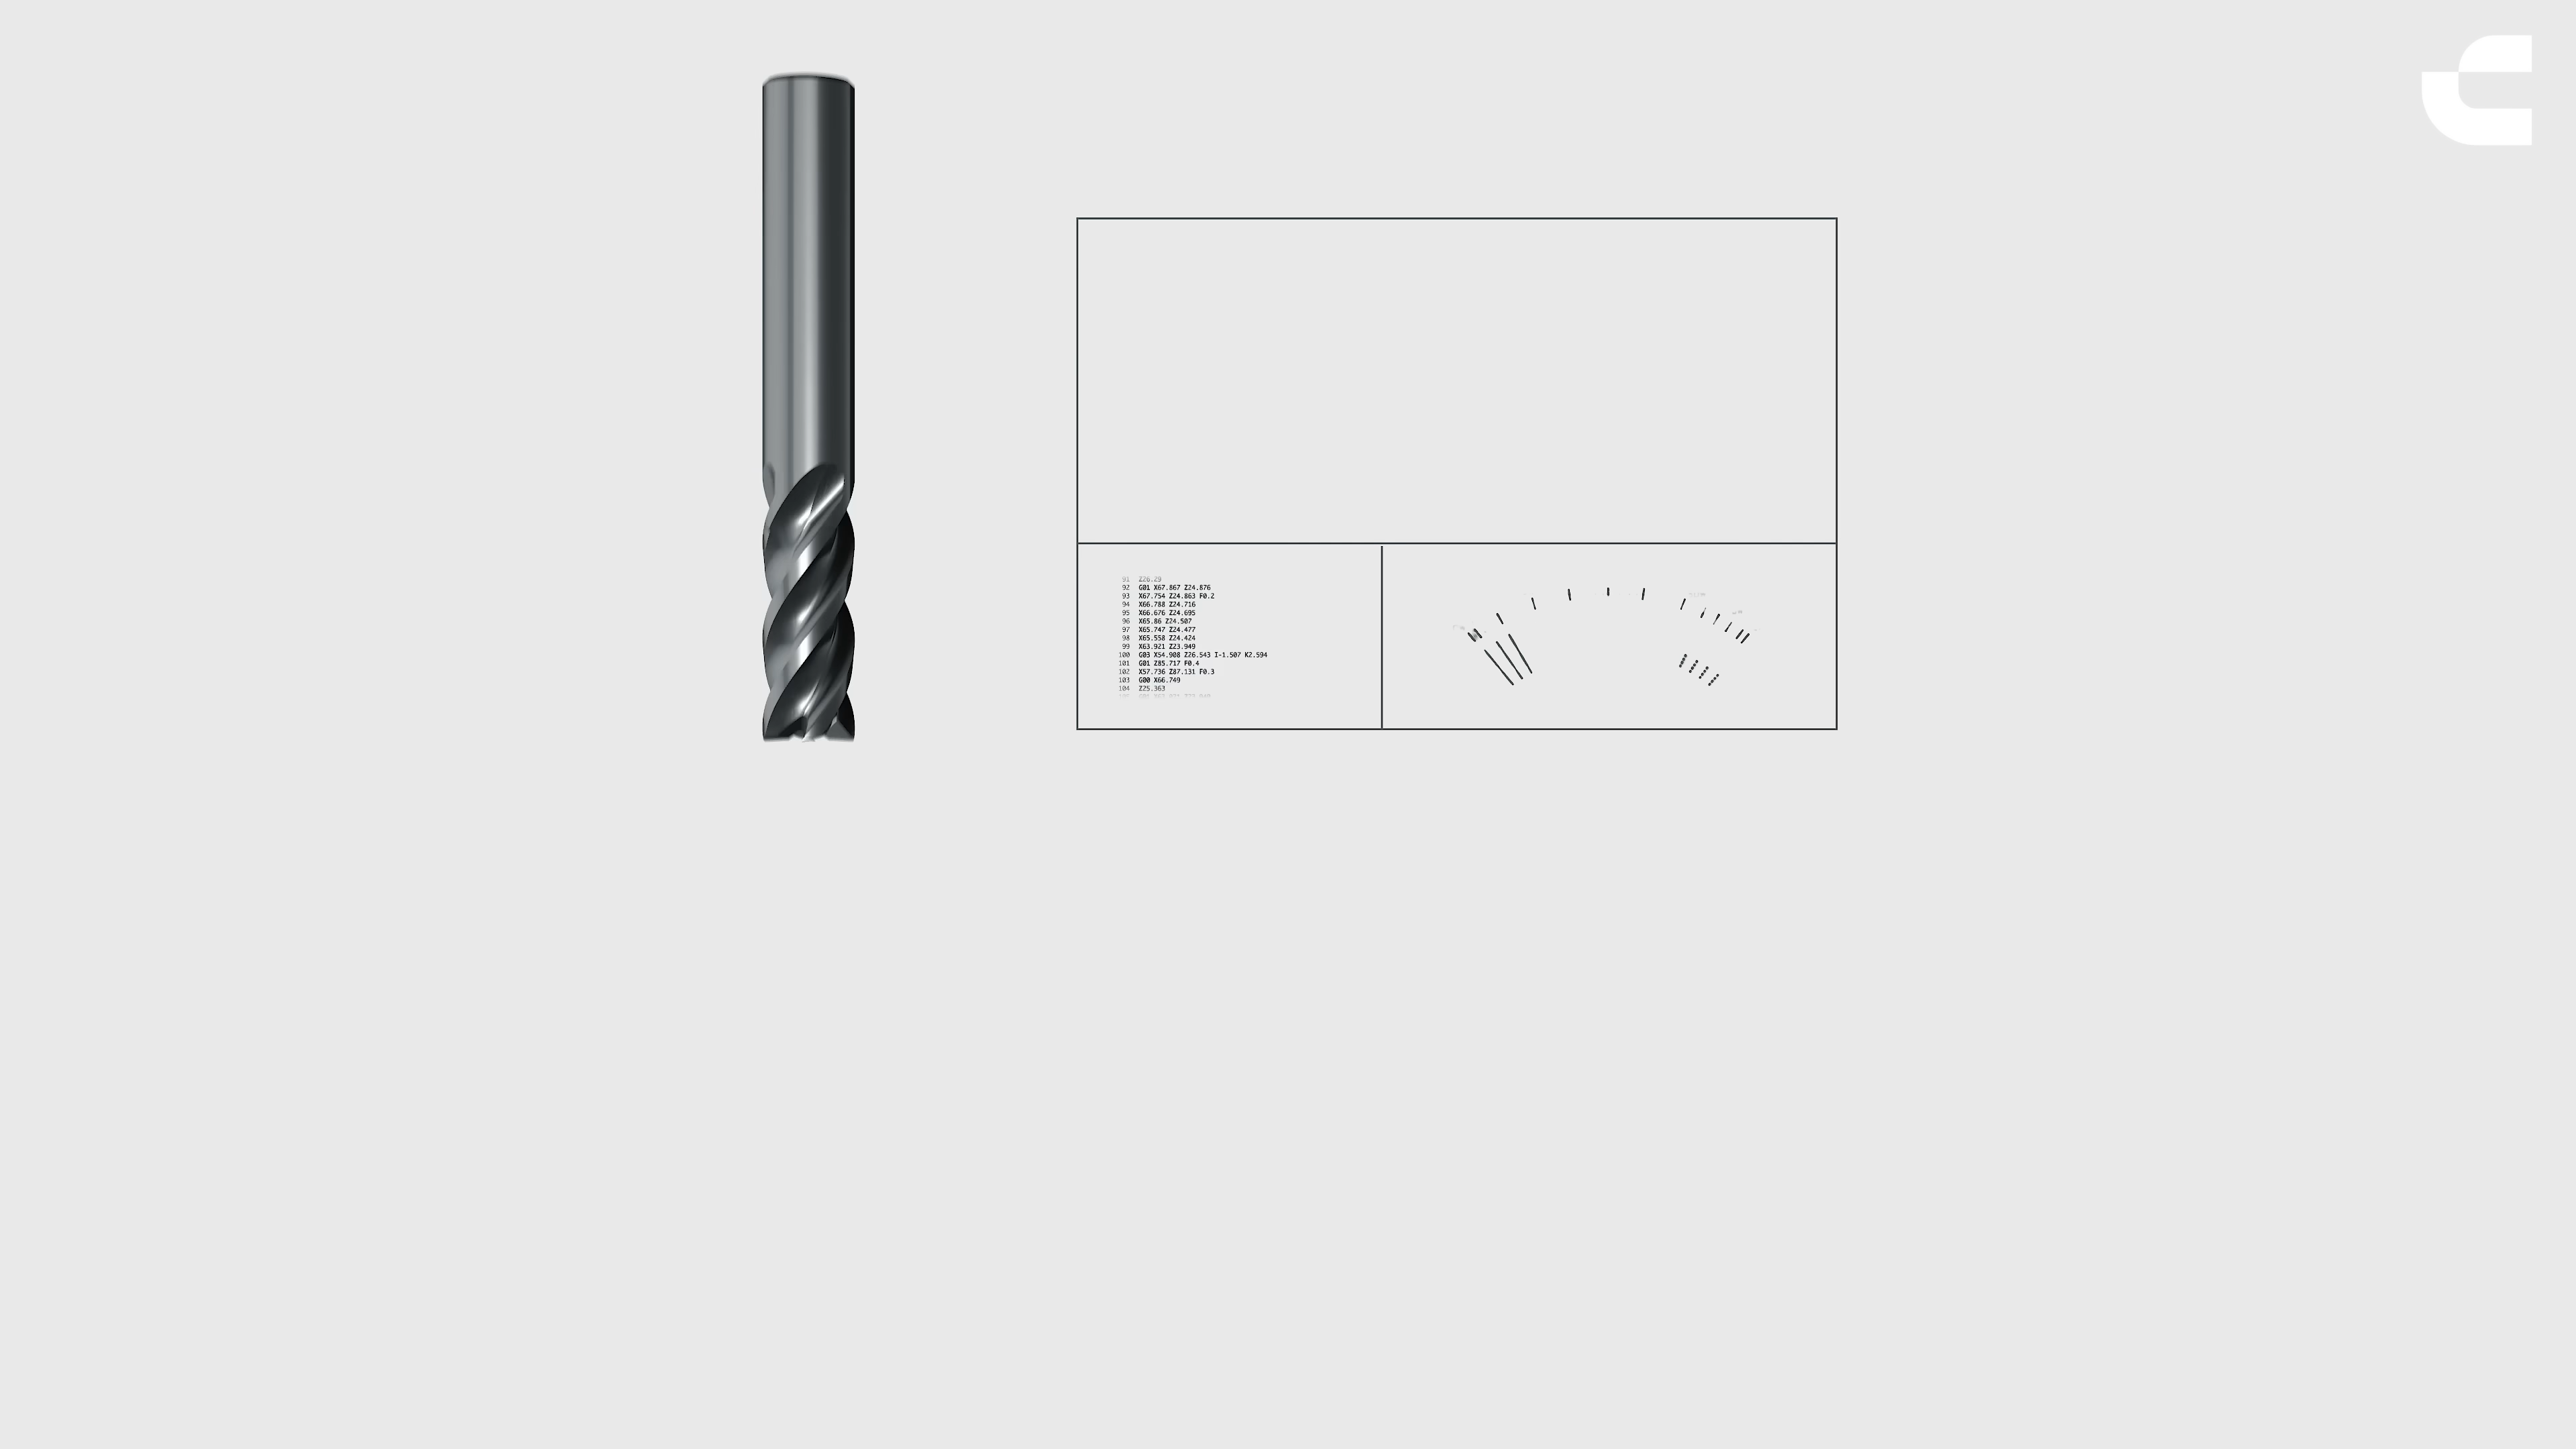 91 Z26.29
92 G01 X67.867 Z24.876
93 X67.754 Z24.863 F0.2
94 X66.788 Z24.716
95 X66.676 Z24.695
96 X65.86 Z24.507
97 X65.747 Z24.477
98 X65.558 Z24.424
99 X63.921 Z23.949
100 G03 X54.908 Z26.543 I-1.507 K2.594
101 G01 Z85.717 F0.4
102 X57.736 Z87.131 F0.3
103 G00 X66.749
104 Z25.363